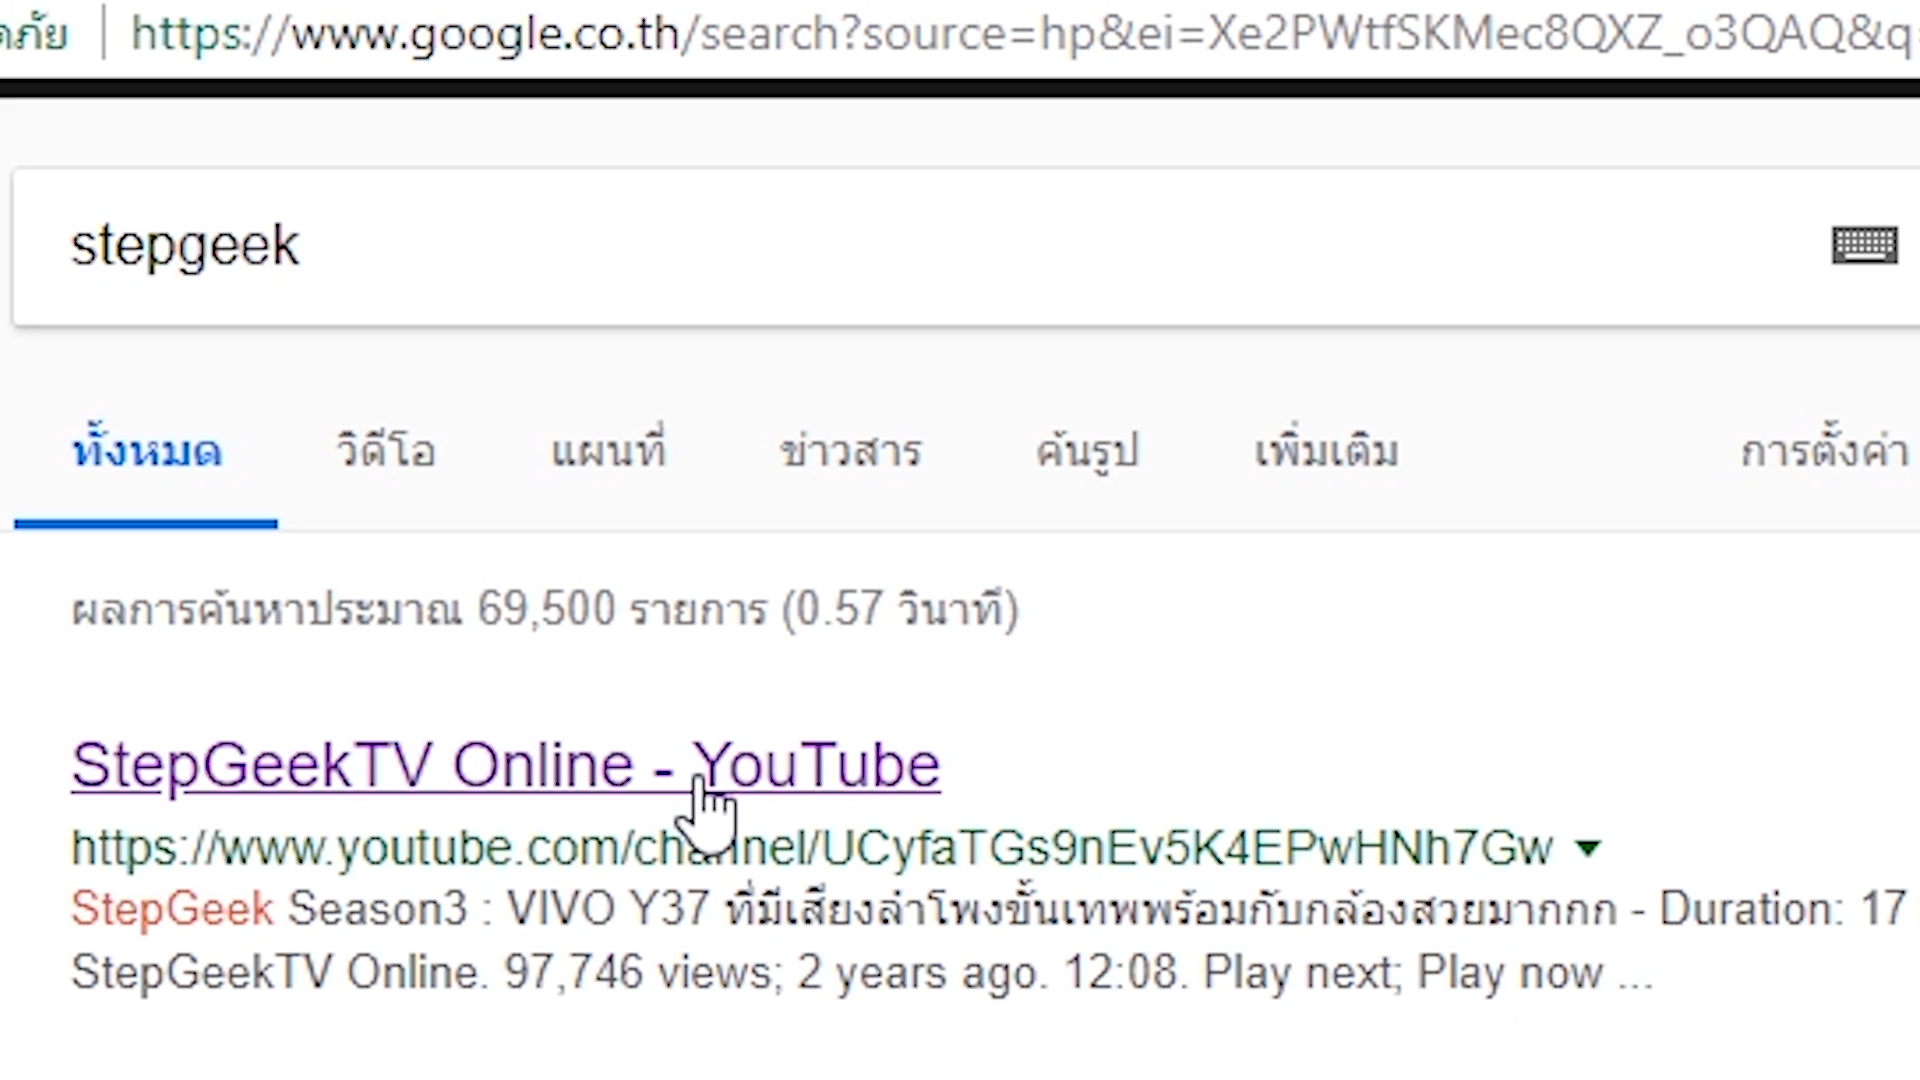 https://www.google.co.th/search?source=hp&ei=Xe2PWtfSKMec8QXZ_o3QAQ&q
stepgeek
ทั้งหมด วิดีโอ แผนที่ ข่าวสาร ค้นรูป เพิ่มเติม การตั้งค่า
ผลการค้นหาประมาณ 69,500 รายการ (0.57 วินาที)
StepGeekTV Online - YouTube
https://www.youtube.com/channel/UCyfaTGs9nEv5K4EPwHNh7Gw
StepGeek Season3 : VIVO Y37 ที่มีเสียงลำโพงขั้นเทพพร้อมกับกล้องสวยมากกก - Duration: 17
StepGeekTV Online. 97,746 views; 2 years ago. 12:08. Play next; Play now ...